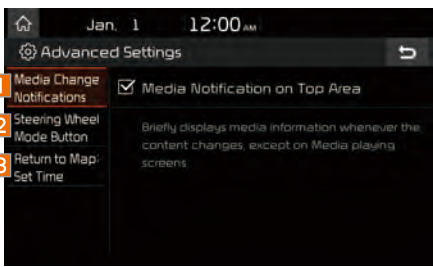 Jan. 1 12:00 AM
Advanced Settings
1 Media Change
Notifications
Media Notification on Top Area
2 Steering Wheel
Mode Button
Briefly displays media information whenever the
content changes, except on Media playing
screens.
3 Return to Map:
Set Time